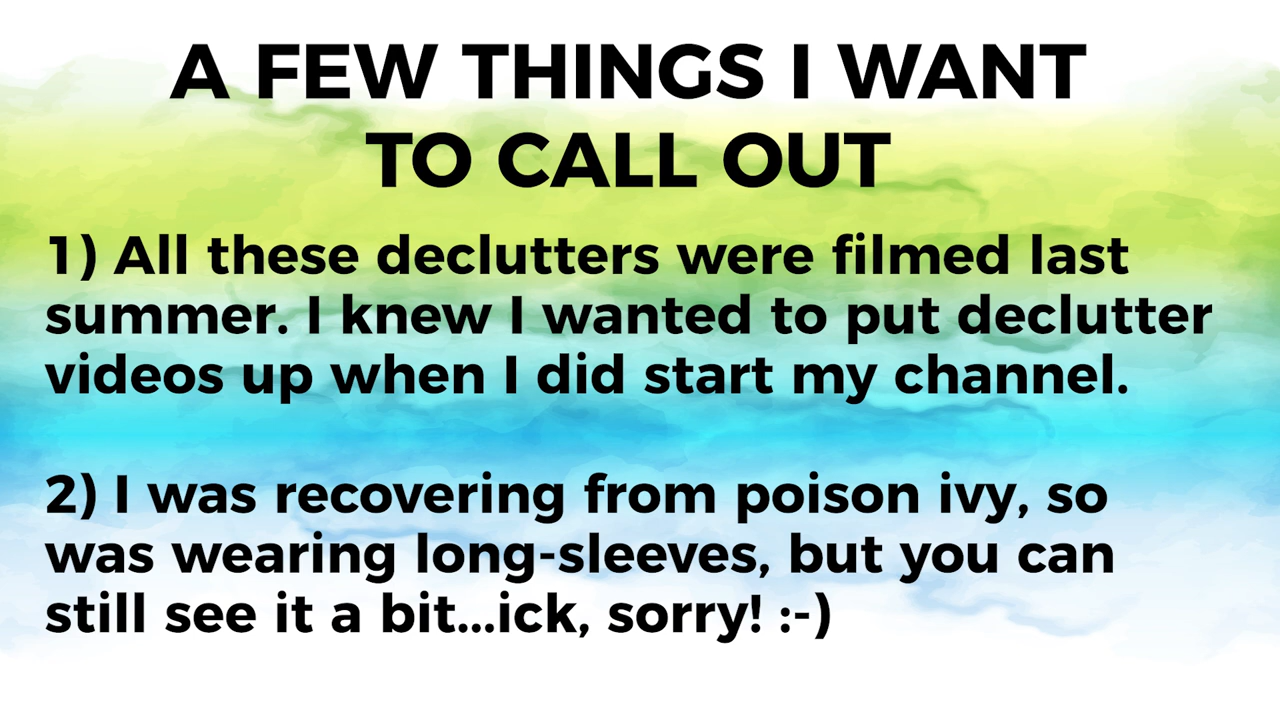 A FEW THINGS I WANT
TO CALL OUT
1) All these declutters were filmed last
summer. I knew I wanted to put declutter
videos up when I did start my channel.
2) I was recovering from poison ivy, so
was wearing long-sleeves, but you can
still see it a bit...ick, sorry! :-)